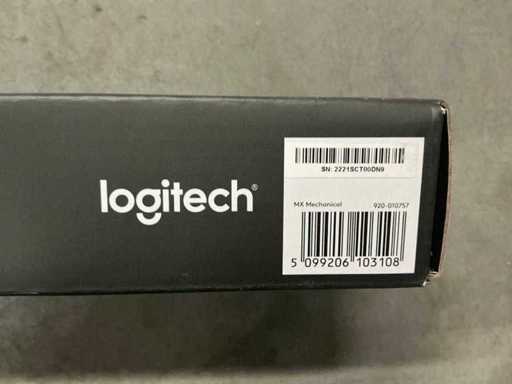 logitech®
SN: 2221SCT00DN9
MX Mechanical 920-010757
5 099206 103108